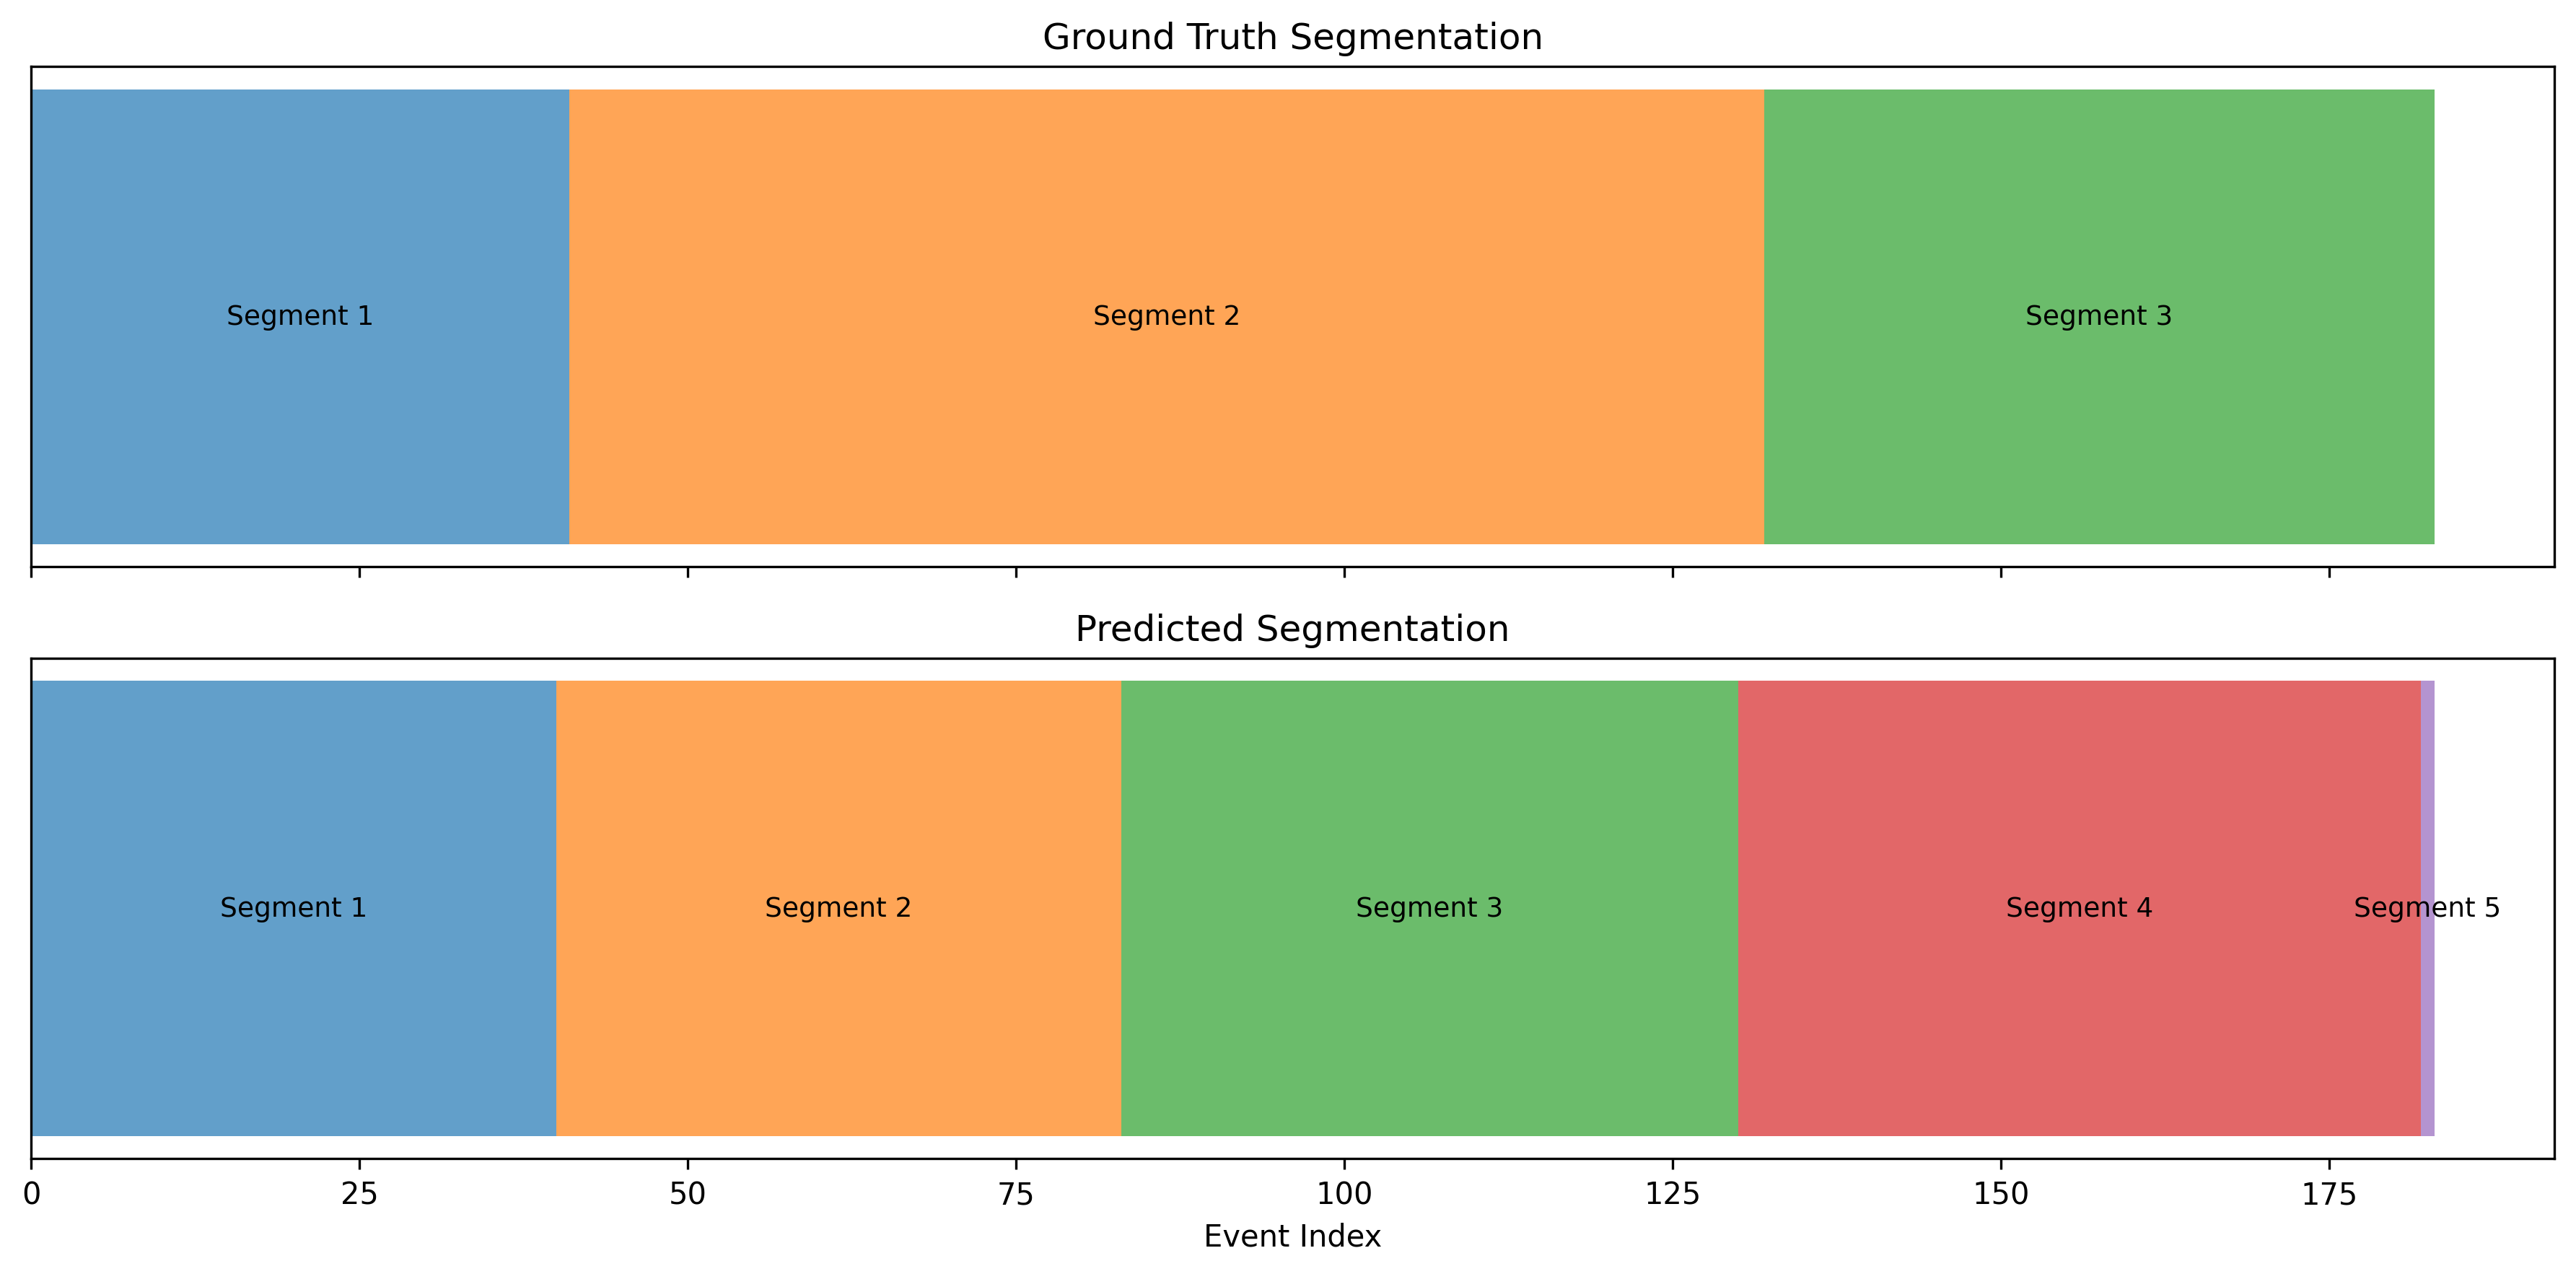 Ground Truth Segmentation
Segment 1 Segment 2 Segment 3
Predicted Segmentation
Segment 1 Segment 2 Segment 3 Segment 4 Segment 5
0 25 50 75 100 125 150 175
Event Index